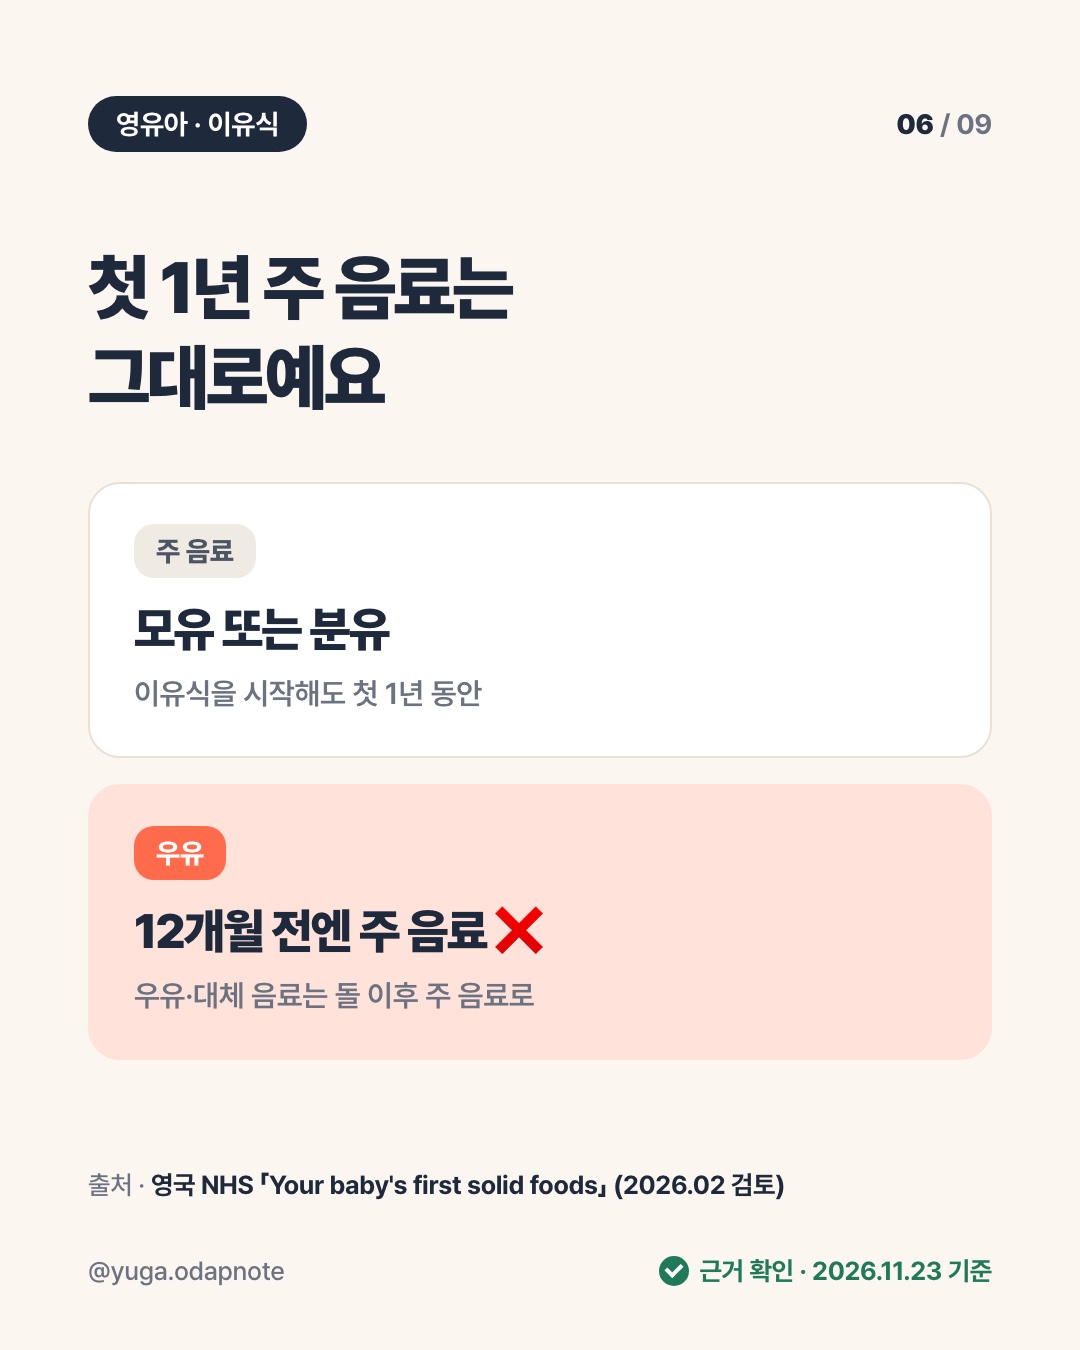 영유아 · 이유식
06 / 09
첫 1년 주 음료는
그대로예요
주 음료
모유 또는 분유
이유식을 시작해도 첫 1년 동안
우유
12개월 전엔 주 음료❌
우유·대체 음료는 돌 이후 주 음료로
출처 · 영국 NHS「Your baby's first solid foods」(2026.02 검토)
@yuga.odapnote
근거 확인 · 2026.11.23 기준